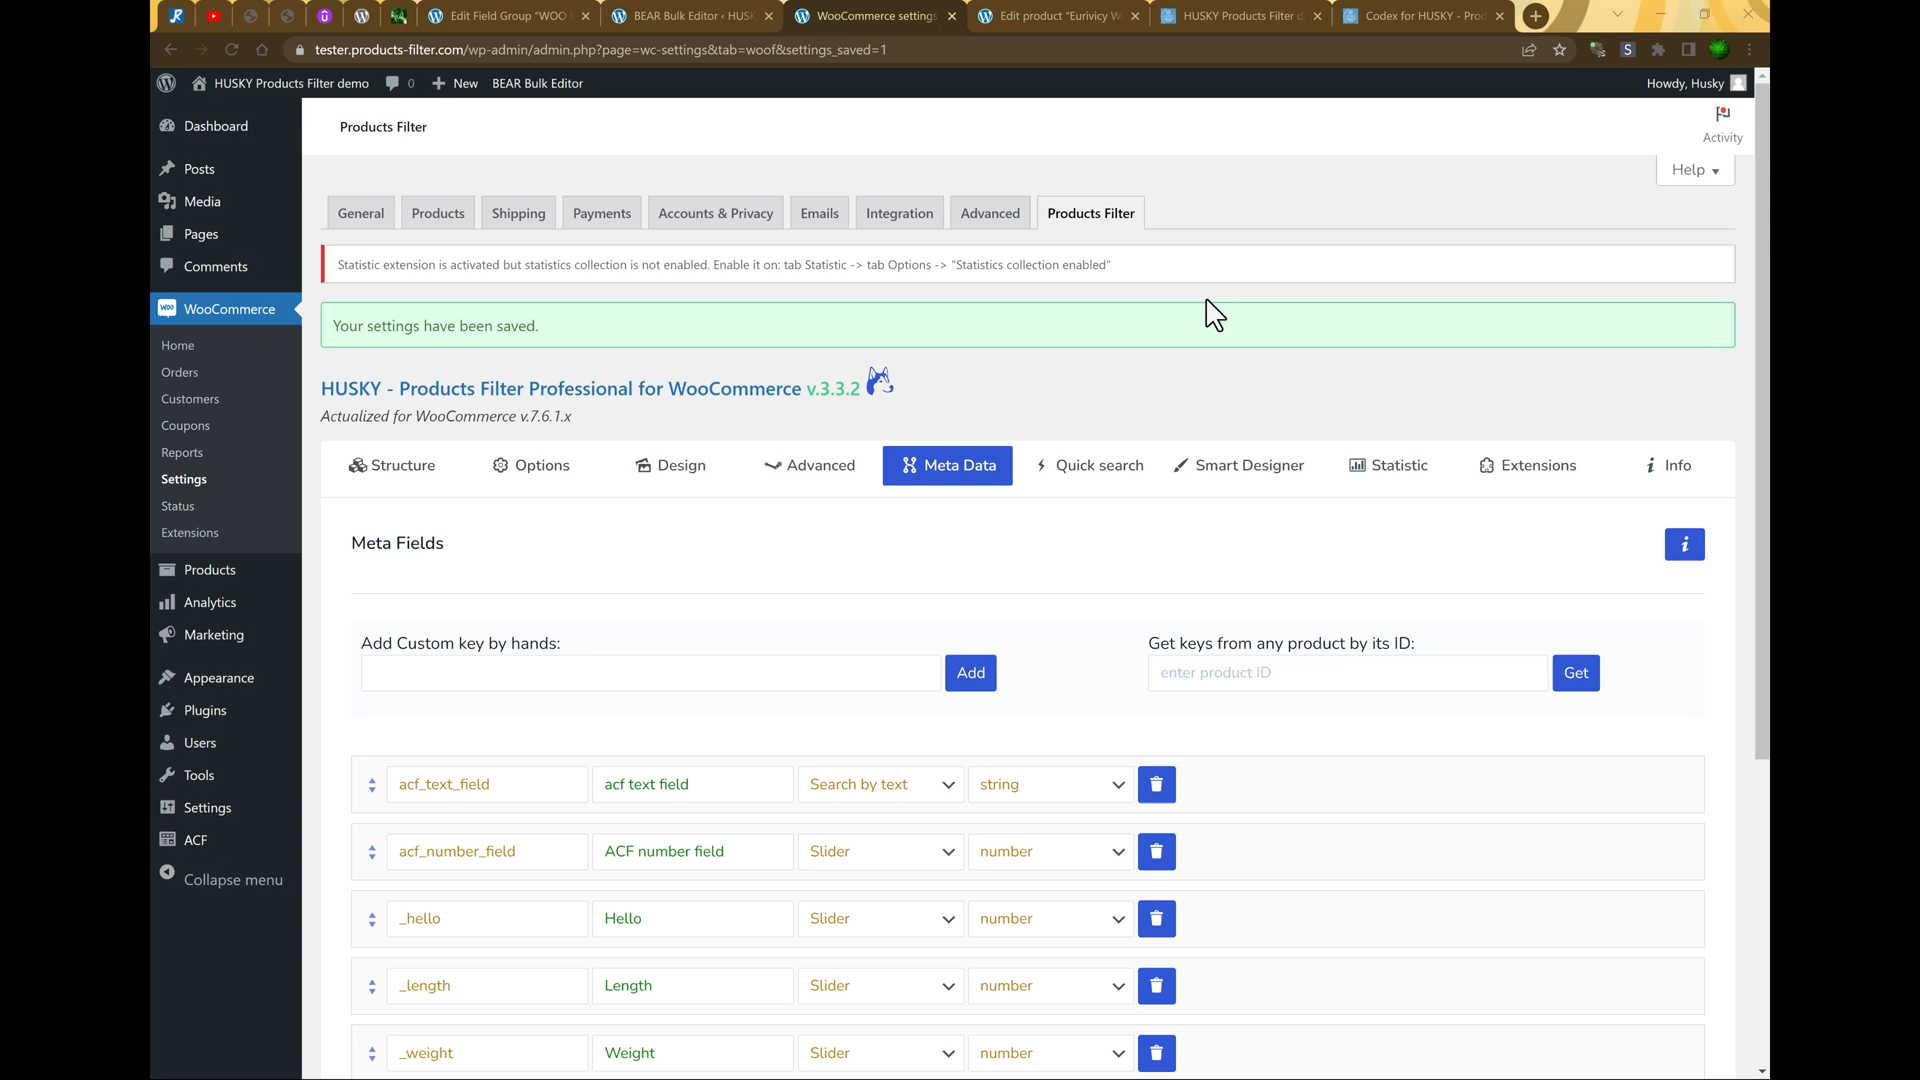 Edit Field Group "WOO
BEAR Bulk Editor ‹ HUSK
WooCommerce settings
Edit product "Eurivicy W
HUSKY Products Filter d
Codex for HUSKY - Prod
tester.products-filter.com/wp-admin/admin.php?page=wc-settings&tab=woof&settings_saved=1
HUSKY Products Filter demo
0
New
BEAR Bulk Editor
Howdy, Husky
Dashboard
Posts
Media
Pages
Comments
WooCommerce
Home
Orders
Customers
Coupons
Reports
Settings
Status
Extensions
Products
Analytics
Marketing
Appearance
Plugins
Users
Tools
Settings
ACF
Collapse menu
Products Filter
Activity
Help
General
Products
Shipping
Payments
Accounts & Privacy
Emails
Integration
Advanced
Products Filter
Statistic extension is activated but statistics collection is not enabled. Enable it on: tab Statistic -> tab Options -> "Statistics collection enabled"
Your settings have been saved.
HUSKY - Products Filter Professional for WooCommerce v.3.3.2
Actualized for WooCommerce v.7.6.1.x
Structure
Options
Design
Advanced
Meta Data
Quick search
Smart Designer
Statistic
Extensions
Info
Meta Fields
Add Custom key by hands:
Add
Get keys from any product by its ID:
enter product ID
Get
acf_text_field
acf text field
Search by text
string
acf_number_field
ACF number field
Slider
number
_hello
Hello
Slider
number
_length
Length
Slider
number
_weight
Weight
Slider
number